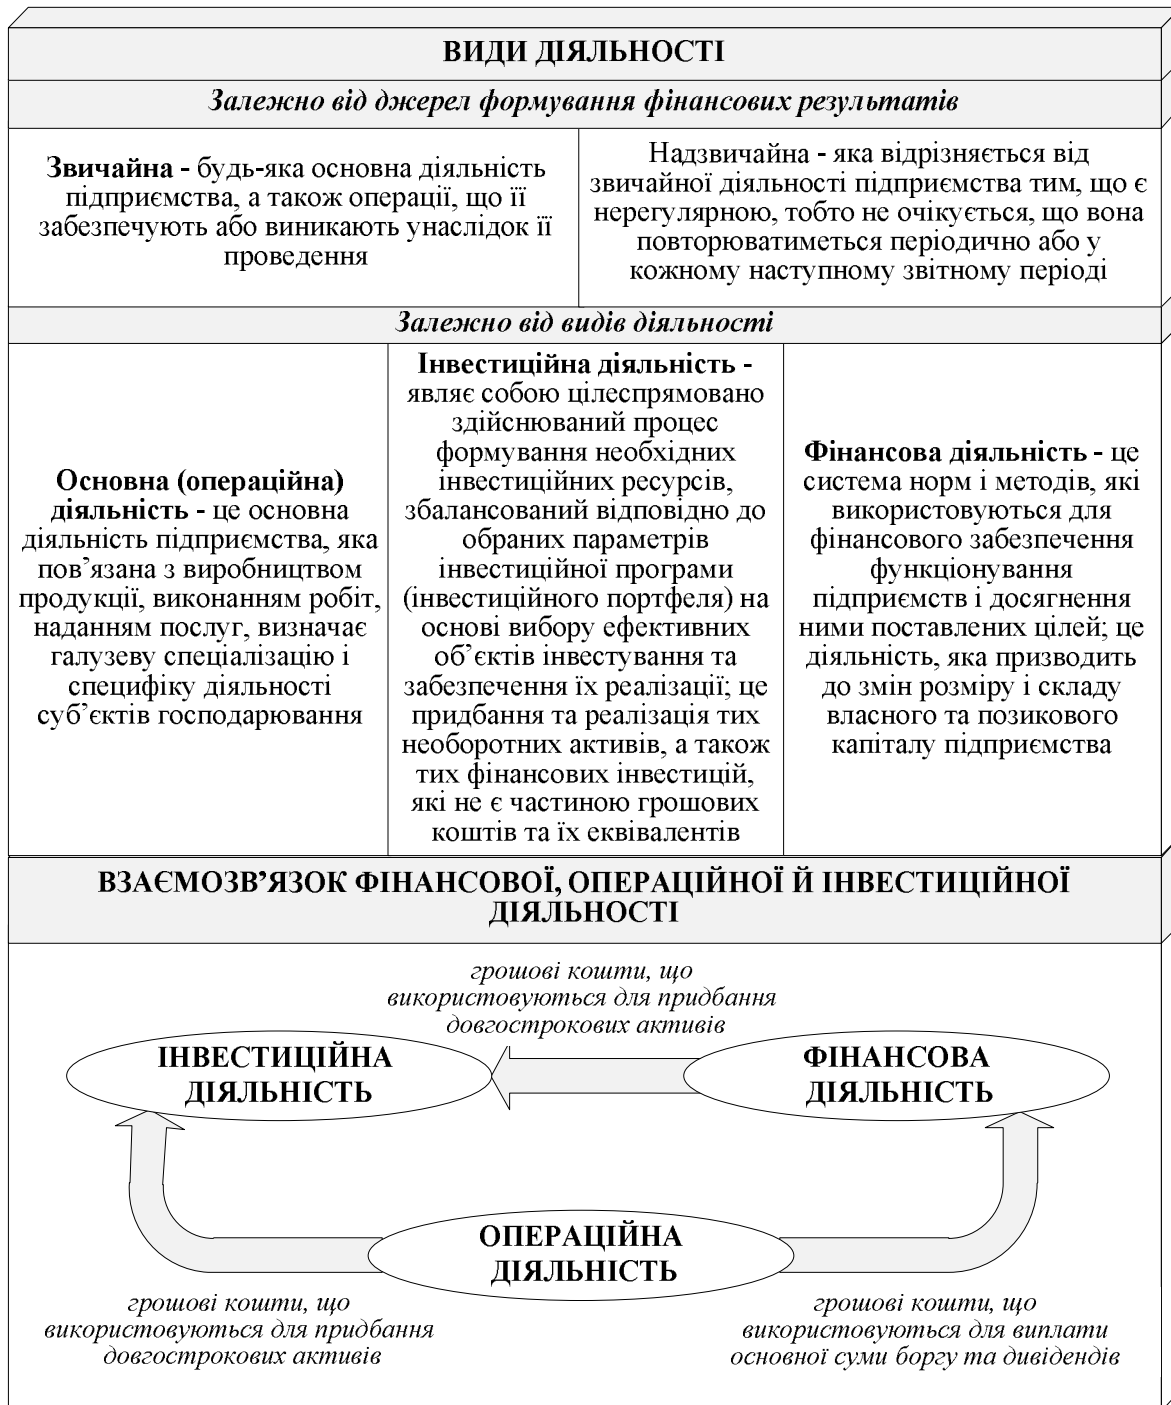 ВИДИ ДІЯЛЬНОСТІ
Залежно від джерел формування фінансових результатів
Звичайна - будь-яка основна діяльність
підприємства, а також операції, що її
забезпечують або виникають унаслідок її
проведення
Надзвичайна - яка відрізняється від
звичайної діяльності підприємства тим, що є
нерегулярною, тобто не очікується, що вона
повторюватиметься періодично або у
кожному наступному звітному періоді
Залежно від видів діяльності
Основна (операційна)
діяльність - це основна
діяльність підприємства, яка
пов’язана з виробництвом
продукції, виконанням робіт,
наданням послуг, визначає
галузеву спеціалізацію і
специфіку діяльності
суб’єктів господарювання
Інвестиційна діяльність -
являє собою цілеспрямовано
здійснюваний процес
формування необхідних
інвестиційних ресурсів,
збалансований відповідно до
обраних параметрів
інвестиційної програми
(інвестиційного портфеля) на
основі вибору ефективних
об’єктів інвестування та
забезпечення їх реалізації; це
придбання та реалізація тих
необоротних активів, а також
тих фінансових інвестицій,
які не є частиною грошових
коштів та їх еквівалентів
Фінансова діяльність - це
система норм і методів, які
використовуються для
фінансового забезпечення
функціонування
підприємств і досягнення
ними поставлених цілей; це
діяльність, яка призводить
до змін розміру і складу
власного та позикового
капіталу підприємства
ВЗАЄМОЗВ’ЯЗОК ФІНАНСОВОЇ, ОПЕРАЦІЙНОЇ Й ІНВЕСТИЦІЙНОЇ
ДІЯЛЬНОСТІ
грошові кошти, що
використовуються для придбання
довгострокових активів
ІНВЕСТИЦІЙНА
ДІЯЛЬНІСТЬ
ФІНАНСОВА
ДІЯЛЬНІСТЬ
ОПЕРАЦІЙНА
ДІЯЛЬНІСТЬ
грошові кошти, що
використовуються для придбання
довгострокових активів
грошові кошти, що
використовуються для виплати
основної суми боргу та дивідендів